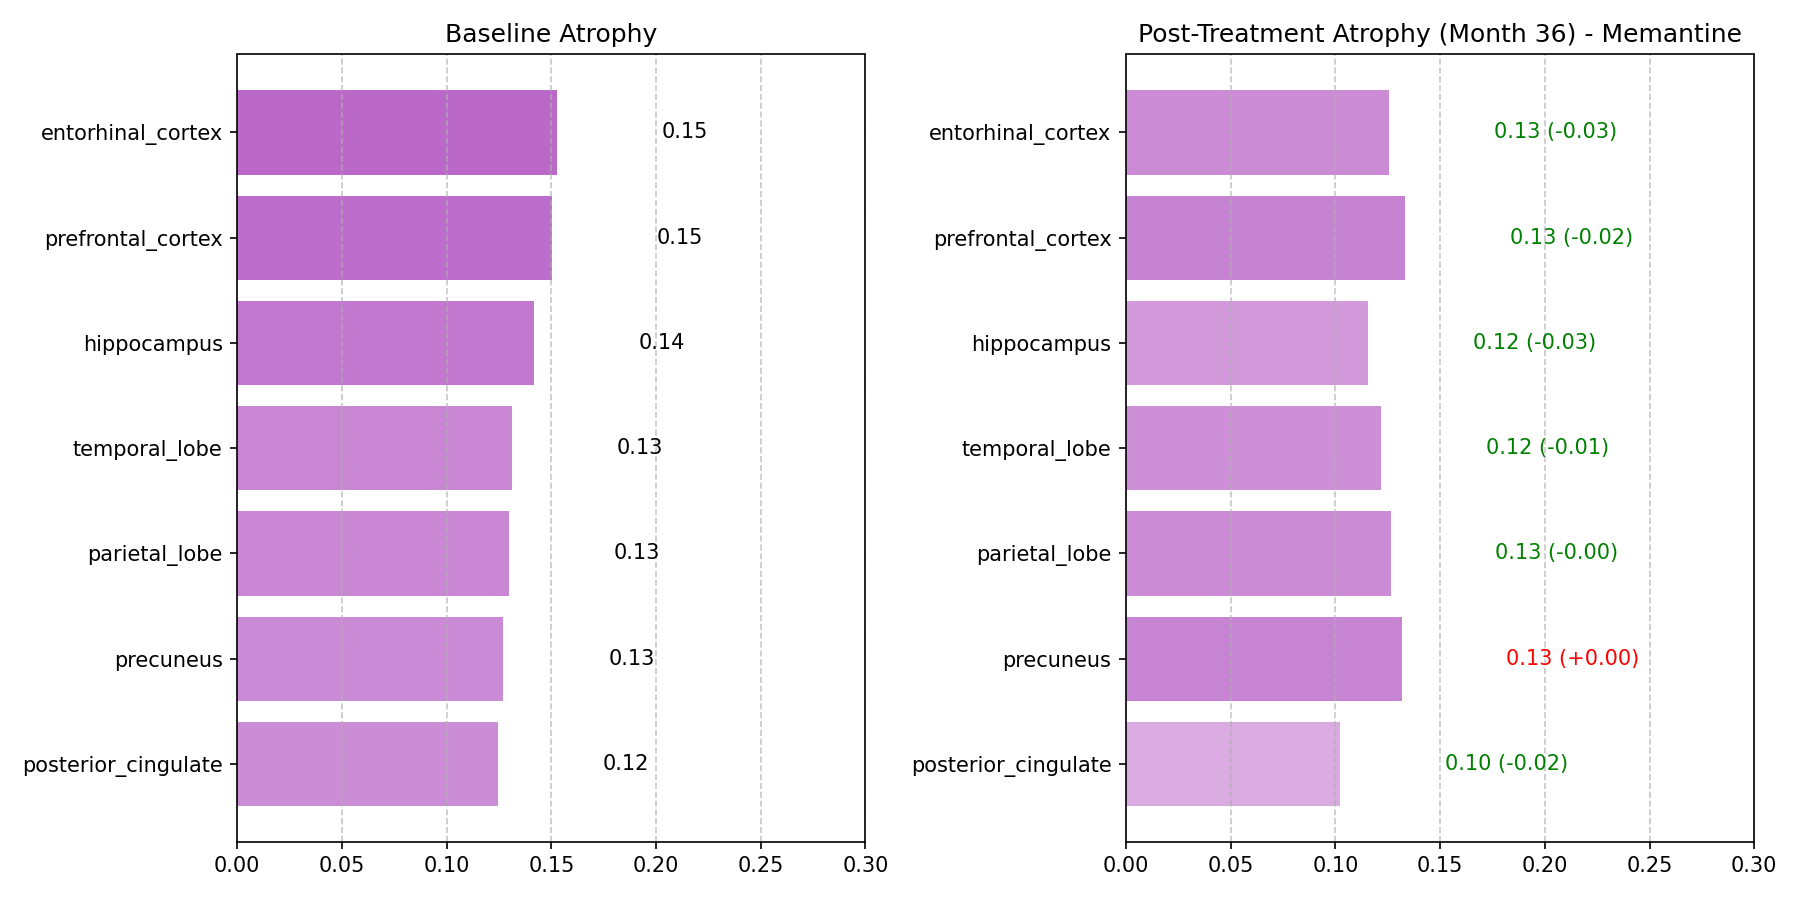 Baseline Atrophy
entorhinal_cortex
0.15
prefrontal_cortex
0.15
hippocampus
0.14
temporal_lobe
0.13
parietal_lobe
0.13
precuneus
0.13
posterior_cingulate
0.12
0.00 0.05 0.10 0.15 0.20 0.25 0.30
Post-Treatment Atrophy (Month 36) - Memantine
entorhinal_cortex
0.13 (-0.03)
prefrontal_cortex
0.13 (-0.02)
hippocampus
0.12 (-0.03)
temporal_lobe
0.12 (-0.01)
parietal_lobe
0.13 (-0.00)
precuneus
0.13 (+0.00)
posterior_cingulate
0.10 (-0.02)
0.00 0.05 0.10 0.15 0.20 0.25 0.30